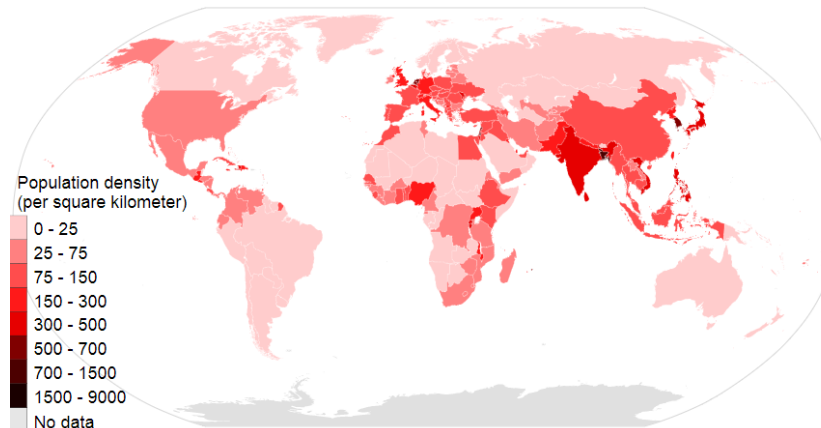 Population density
(per square kilometer)
0 - 25
25 - 75
75 - 150
150 - 300
300 - 500
500 - 700
700 - 1500
1500 - 9000
No data